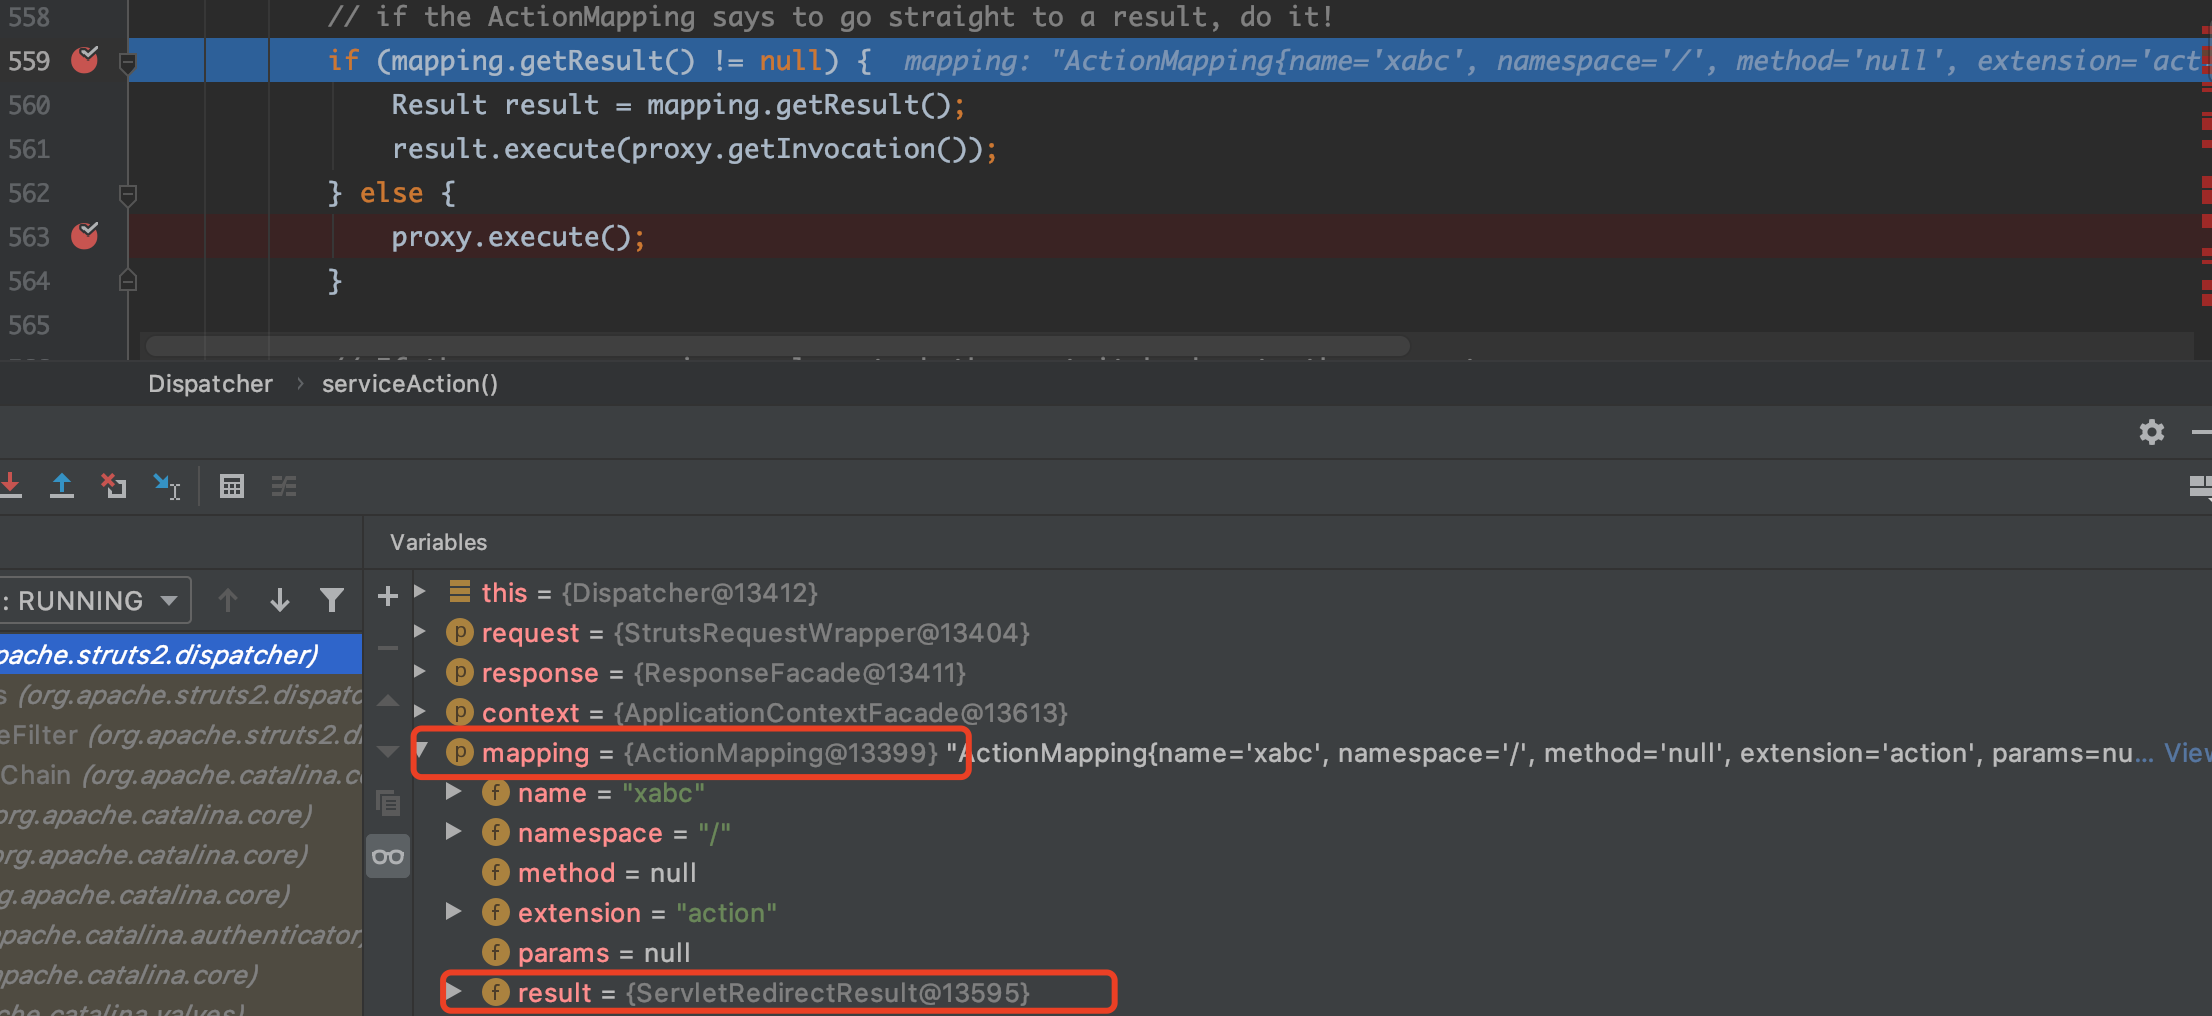 558 // if the ActionMapping says to go straight to a result, do it!
559 if (mapping.getResult() != null) { mapping: "ActionMapping{name='xabc', namespace='/', method='null', extension='act
560 Result result = mapping.getResult();
561 result.execute(proxy.getInvocation());
562 } else {
563 proxy.execute();
564 }
565
Dispatcher › serviceAction()
Variables
: RUNNING
pache.struts2.dispatcher)
s (org.apache.struts2.dispatc
eFilter (org.apache.struts2.di
Chain (org.apache.catalina.co
org.apache.catalina.core)
org.apache.catalina.core)
g.apache.catalina.core)
pache.catalina.authenticator)
apache.catalina.core)
che.catalina.valves)
this = {Dispatcher@13412}
request = {StrutsRequestWrapper@13404}
response = {ResponseFacade@13411}
context = {ApplicationContextFacade@13613}
mapping = {ActionMapping@13399} "ActionMapping{name='xabc', namespace='/', method='null', extension='action', params=nu... View
name = "xabc"
namespace = "/"
method = null
extension = "action"
params = null
result = {ServletRedirectResult@13595}